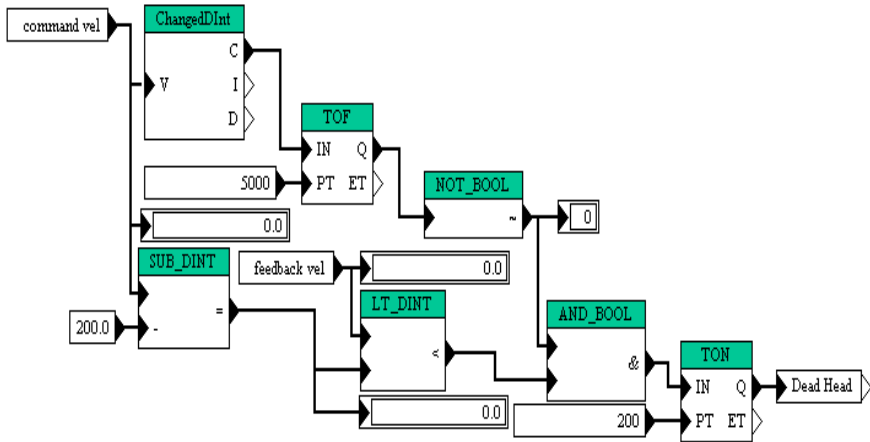 command vel
ChangedDInt
C
V I
D
TOF
IN Q
5000 PT ET
NOT_BOOL
~ 0
0.0
SUB_DINT
feedback vel 0.0
LT_DINT
AND_BOOL
200.0 - =
<
&
TON
IN Q Dead Head
0.0 200 PT ET